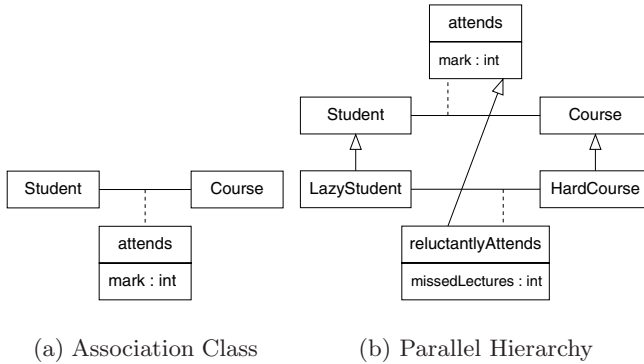 attends
mark : int
Student
Course
LazyStudent
HardCourse
reluctantlyAttends
missedLectures : int
Student
Course
attends
mark : int
(a) Association Class
(b) Parallel Hierarchy